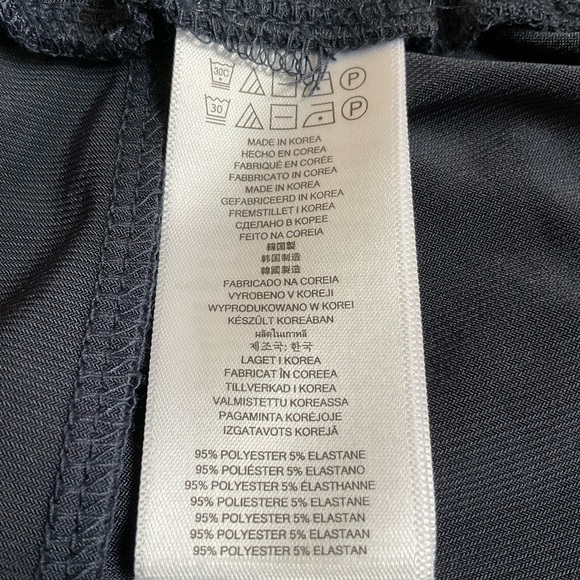 30C P
30 P
MADE IN KOREA
HECHO EN COREA
FABRIQUÉ EN CORÉE
FABBRICATO IN COREA
MADE IN KOREA
GEFABRICEERD IN KOREA
FREMSTILLET I KOREA
СДЕЛАНО В КОРЕЕ
FEITO NA COREIA
韓国製
韩国制造
韓國製造
FABRICADO NA COREIA
VYROBENO V KOREJI
WYPRODUKOWANO W KOREI
KÉSZÜLT KOREÁBAN
ผลิตในเกาหลี
제조국: 한국
LAGET I KOREA
FABRICAT ÎN COREEA
TILLVERKAD I KOREA
VALMISTETTU KOREASSA
PAGAMINTA KORĖJOJE
IZGATAVOTS KOREJĀ
95% POLYESTER 5% ELASTANE
95% POLIÉSTER 5% ELASTANO
95% POLYESTER 5% ÉLASTHANNE
95% POLIESTERE 5% ELASTAN
95% POLYESTER 5% ELASTAN
95% POLYESTER 5% ELASTAAN
95% POLYESTER 5% ELASTAN